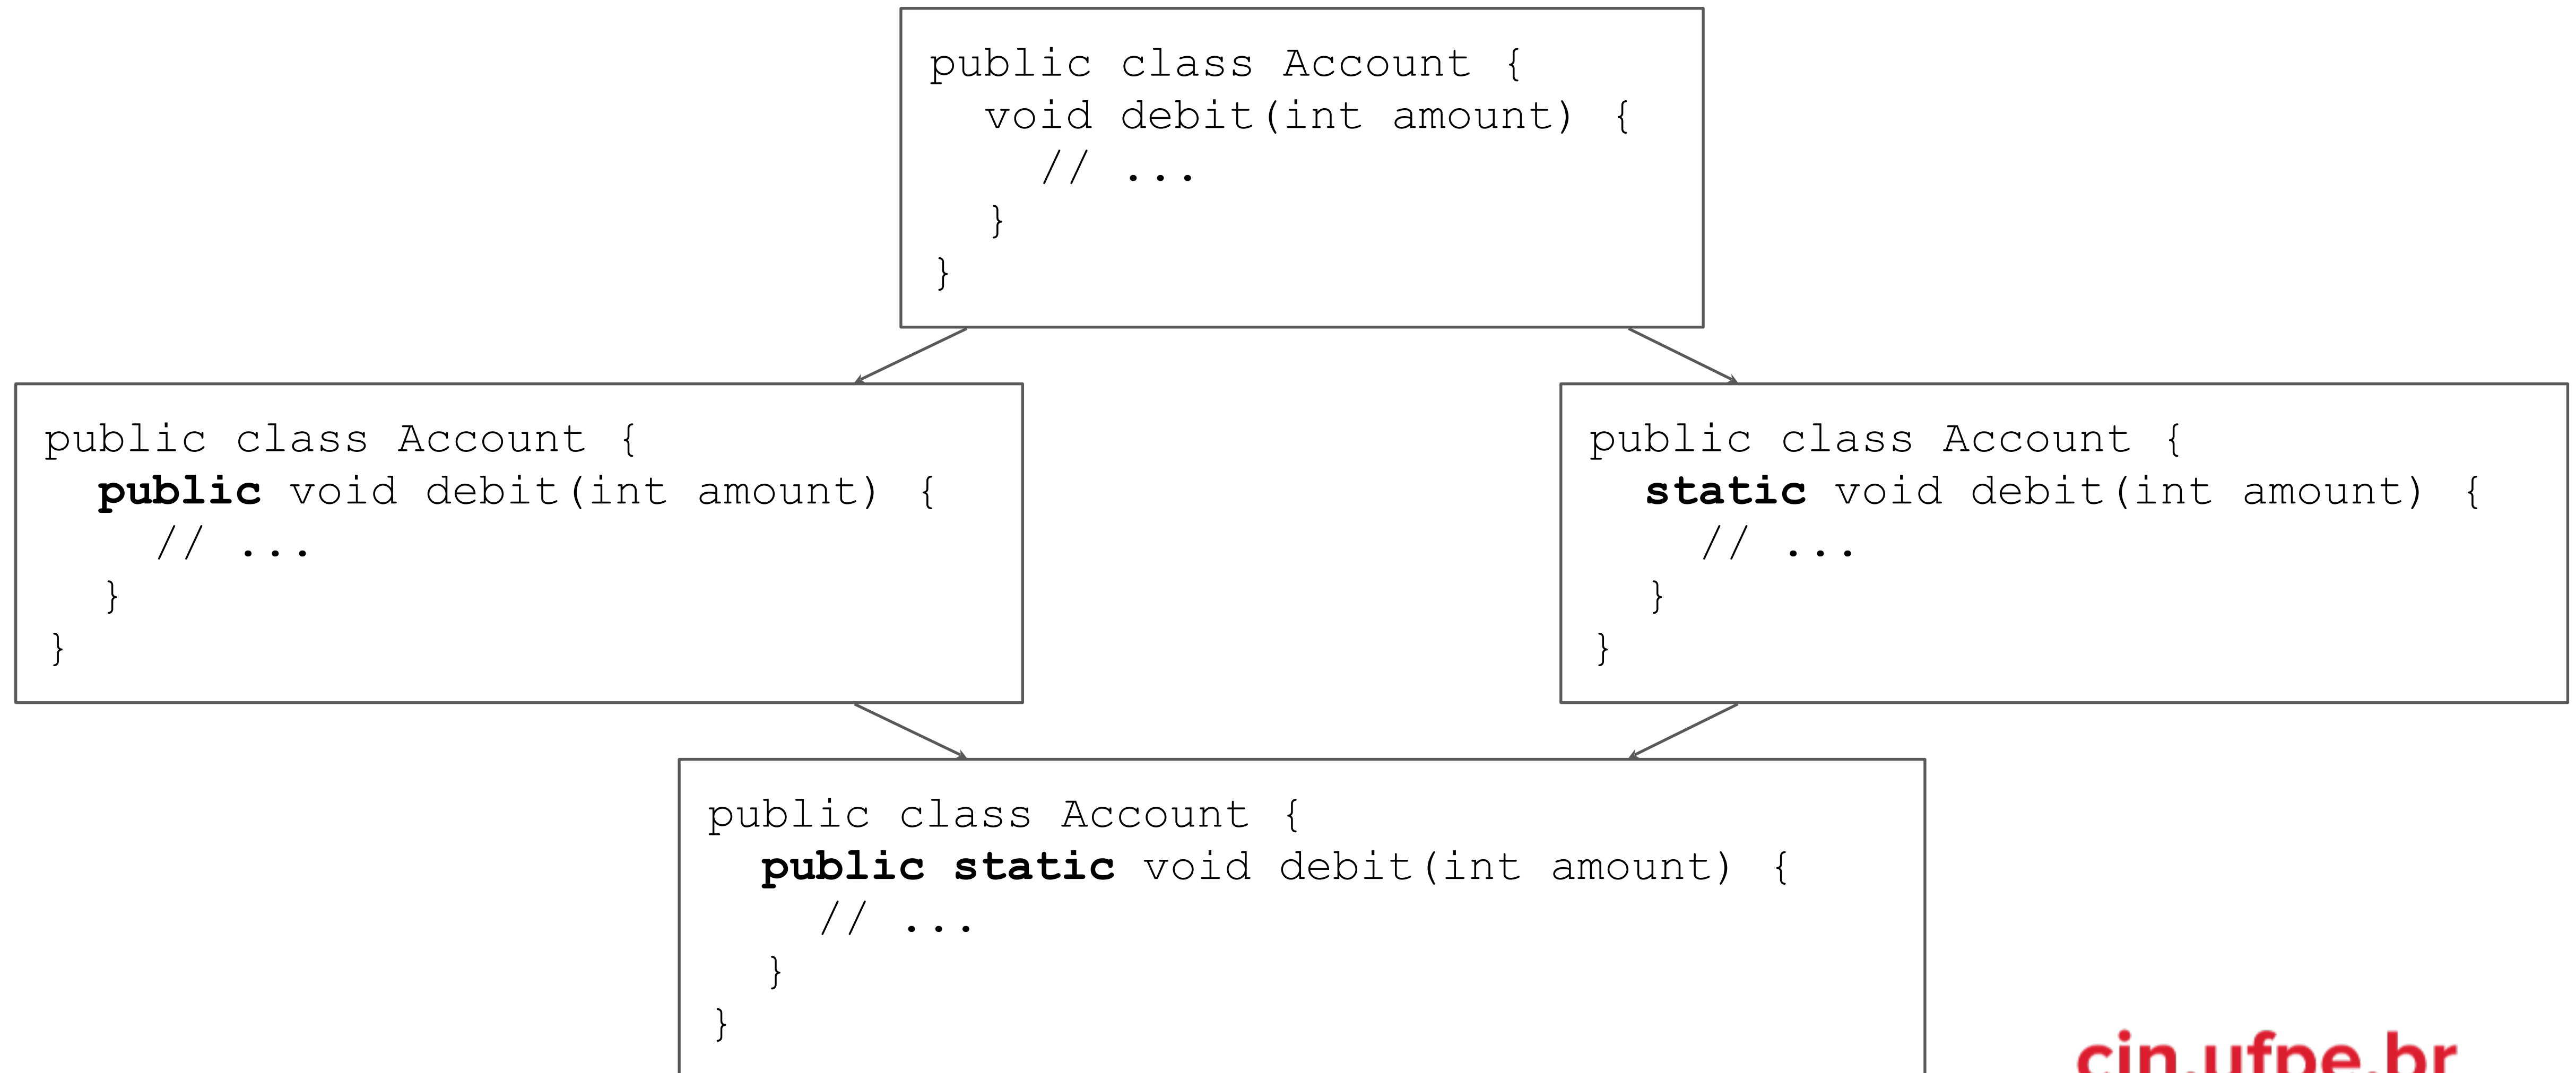 public class Account {
  void debit(int amount) {
    // ...
  }
}
public class Account {
  public void debit(int amount) {
    // ...
  }
}
public class Account {
  static void debit(int amount) {
    // ...
  }
}
public class Account {
  public static void debit(int amount) {
    // ...
  }
}
cin.ufpe.br